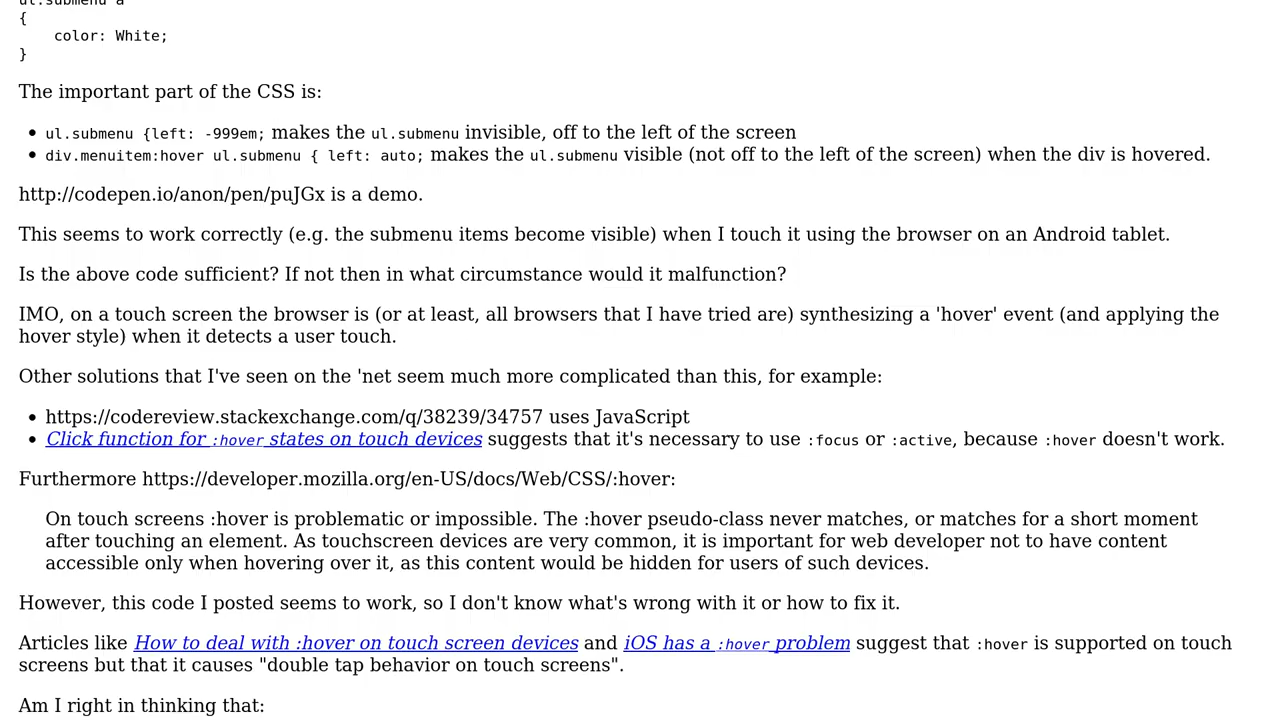 ul.submenu a
{
    color: White;
}
The important part of the CSS is:
• ul.submenu {left: -999em; makes the ul.submenu invisible, off to the left of the screen
• div.menuitem:hover ul.submenu { left: auto; makes the ul.submenu visible (not off to the left of the screen) when the div is hovered.
http://codepen.io/anon/pen/puJGx is a demo.
This seems to work correctly (e.g. the submenu items become visible) when I touch it using the browser on an Android tablet.
Is the above code sufficient? If not then in what circumstance would it malfunction?
IMO, on a touch screen the browser is (or at least, all browsers that I have tried are) synthesizing a 'hover' event (and applying the
hover style) when it detects a user touch.
Other solutions that I've seen on the 'net seem much more complicated than this, for example:
• https://codereview.stackexchange.com/q/38239/34757 uses JavaScript
• Click function for :hover states on touch devices suggests that it's necessary to use :focus or :active, because :hover doesn't work.
Furthermore https://developer.mozilla.org/en-US/docs/Web/CSS/:hover:
On touch screens :hover is problematic or impossible. The :hover pseudo-class never matches, or matches for a short moment
after touching an element. As touchscreen devices are very common, it is important for web developer not to have content
accessible only when hovering over it, as this content would be hidden for users of such devices.
However, this code I posted seems to work, so I don't know what's wrong with it or how to fix it.
Articles like How to deal with :hover on touch screen devices and iOS has a :hover problem suggest that :hover is supported on touch
screens but that it causes "double tap behavior on touch screens".
Am I right in thinking that: